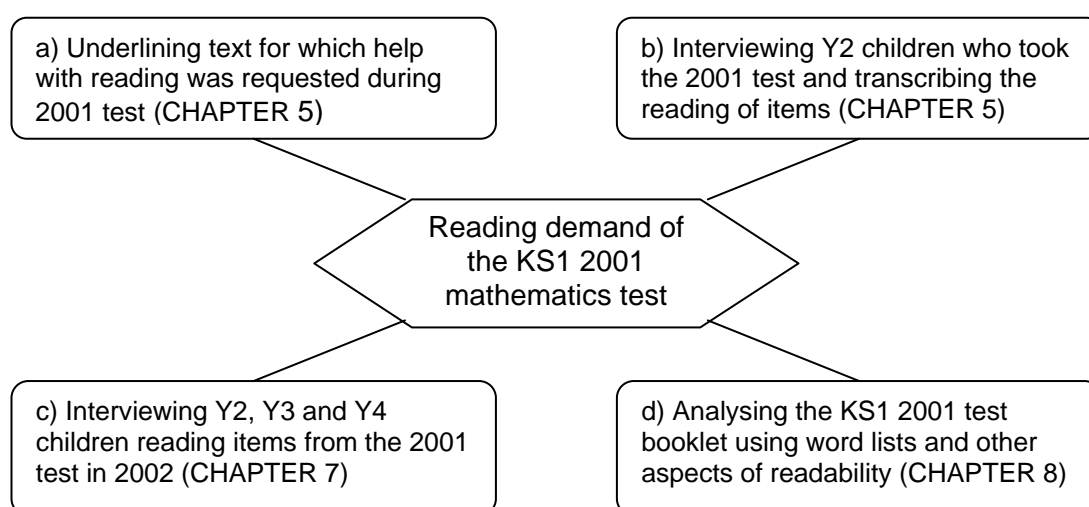 a) Underlining text for which help
with reading was requested during
2001 test (CHAPTER 5)
b) Interviewing Y2 children who took
the 2001 test and transcribing the
reading of items (CHAPTER 5)
Reading demand of
the KS1 2001
mathematics test
c) Interviewing Y2, Y3 and Y4
children reading items from the 2001
test in 2002 (CHAPTER 7)
d) Analysing the KS1 2001 test
booklet using word lists and other
aspects of readability (CHAPTER 8)